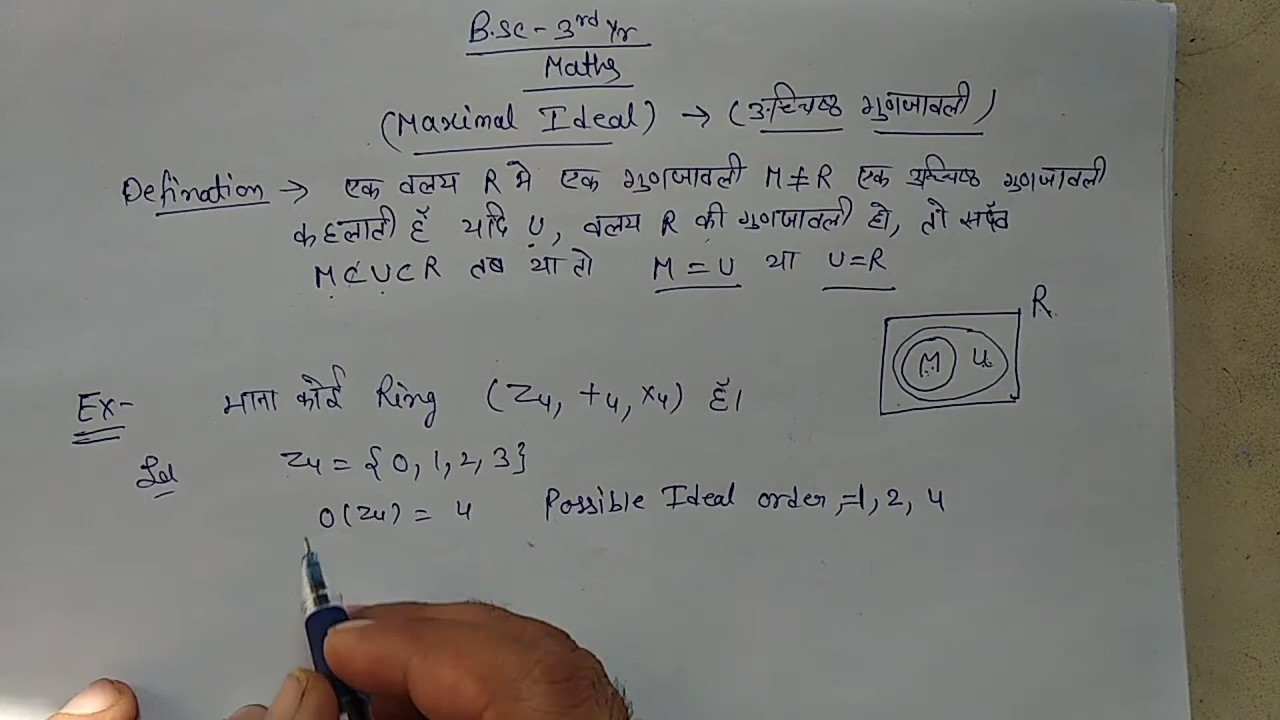 B.Sc - 3rd Yr
Maths
(Maximal Ideal) → (उच्चिष्ठ गुणजावली)
Defination → एक वलय R मे एक गुणजावली M≠R एक उच्चिष्ठ गुणजावली
कहलाती हॅ यदि U, वलय R की गुणजावली हो, तो सदॅव
M⊂U⊂R तब या तो M = U या U=R
R
M U
Ex- माना कोई Ring (Z4, +4, ×4) हॅ।
Let Z4 = {0, 1, 2, 3}
O(Z4) = 4 Possible Ideal order,=1, 2, 4